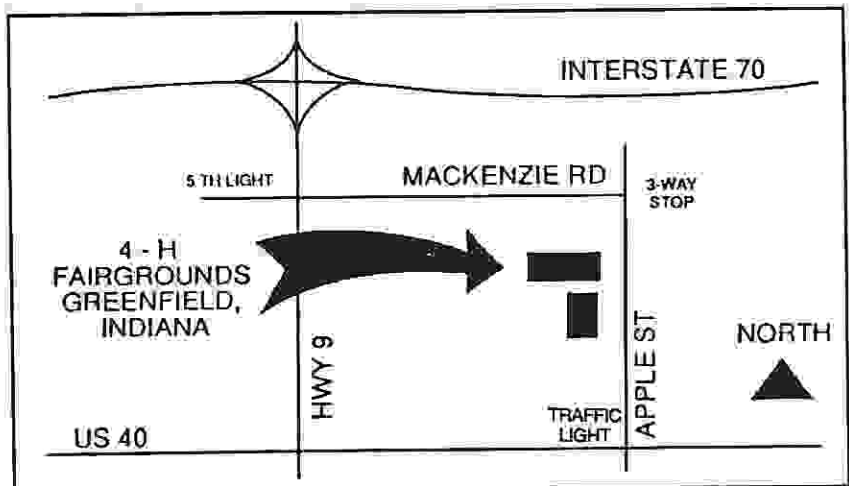 INTERSTATE 70
5 TH LIGHT
MACKENZIE RD
3-WAY
STOP
4 - H
FAIRGROUNDS
GREENFIELD,
INDIANA
HWY 9
APPLE ST
NORTH
TRAFFIC
LIGHT
US 40